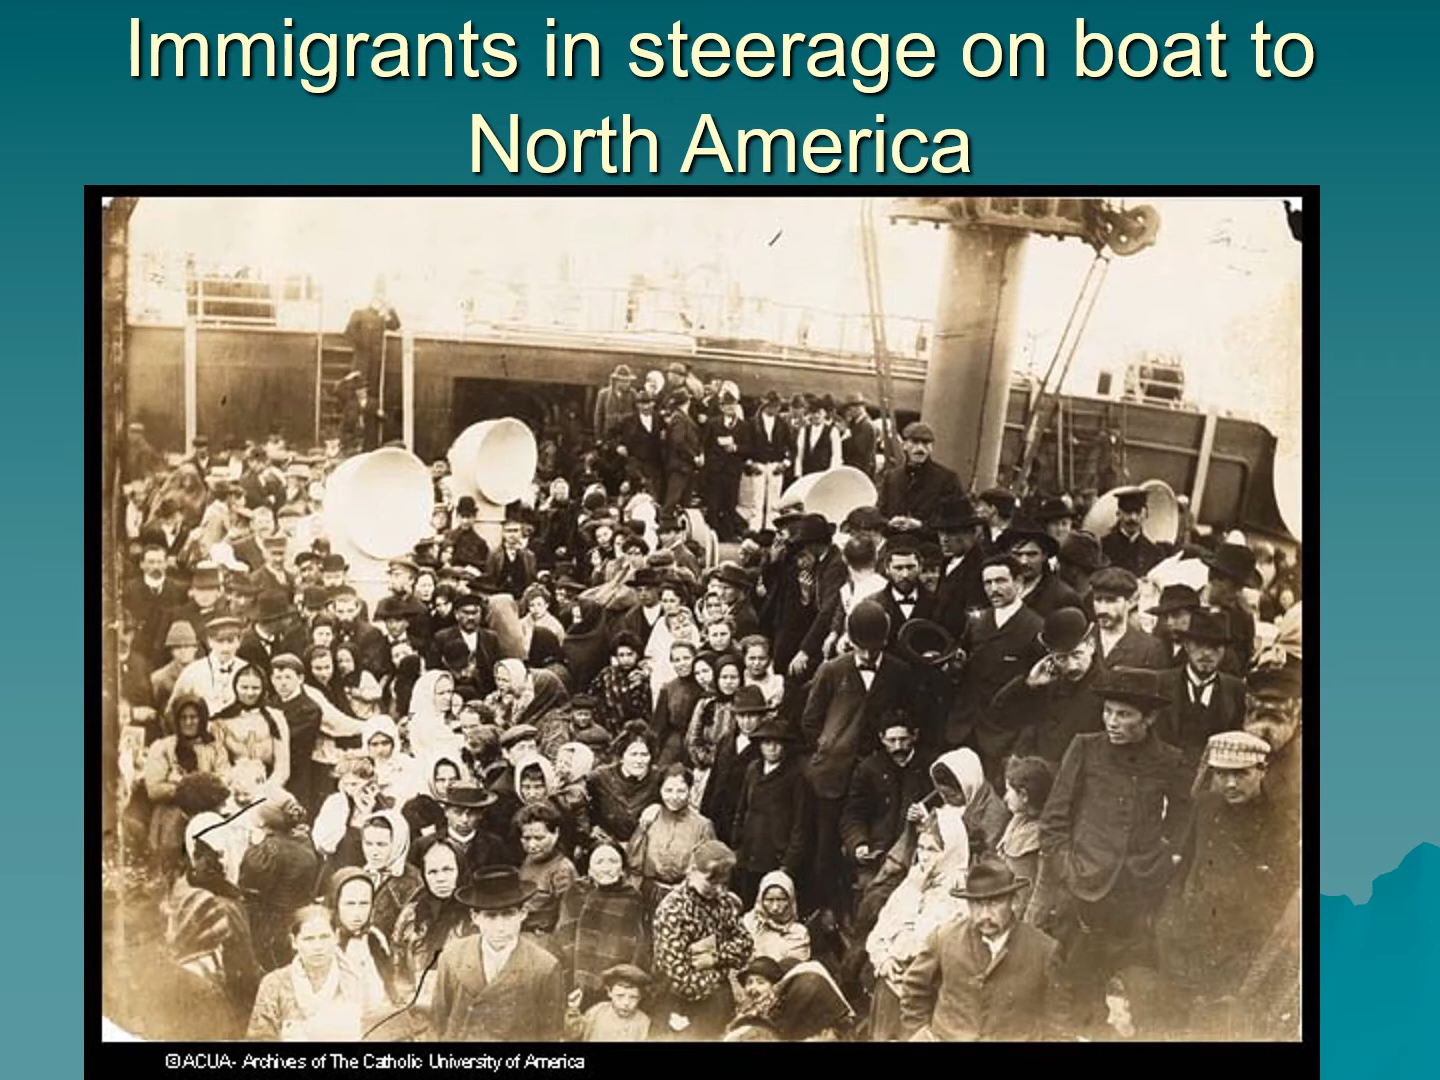 Immigrants in steerage on boat to
North America
©ACUA- Archives of The Catholic University of America